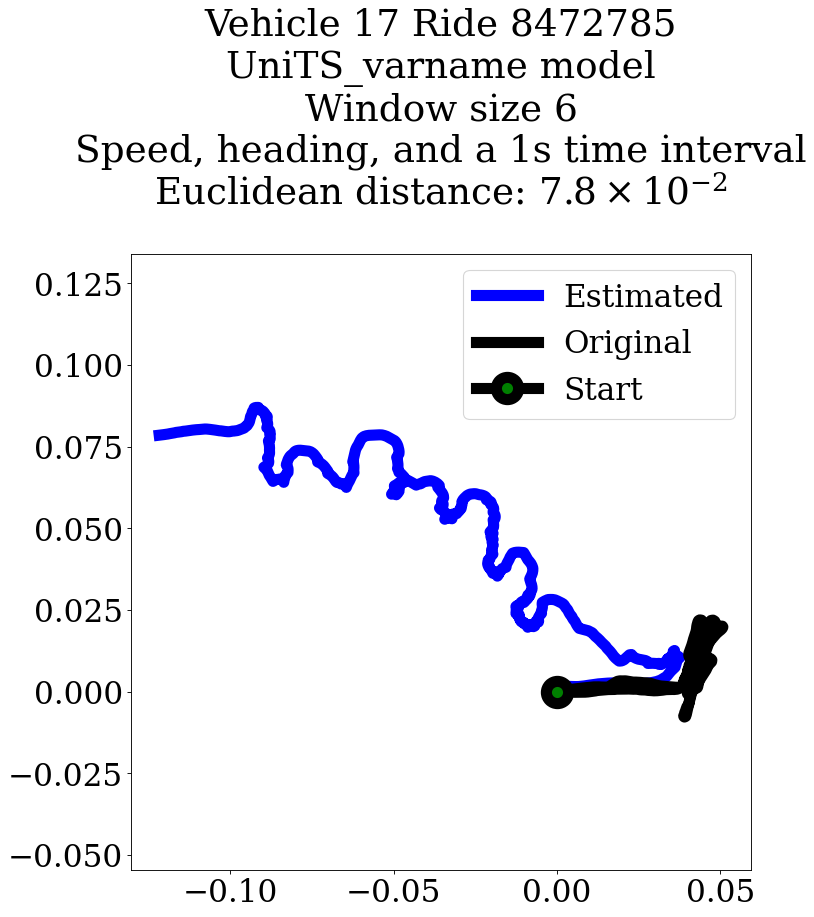 Vehicle 17 Ride 8472785
UniTS_varname model
Window size 6
Speed, heading, and a 1s time interval
Euclidean distance: 7.8 × 10⁻²
Estimated
Original
Start
0.125
0.100
0.075
0.050
0.025
0.000
−0.025
−0.050
−0.10
−0.05
0.00
0.05